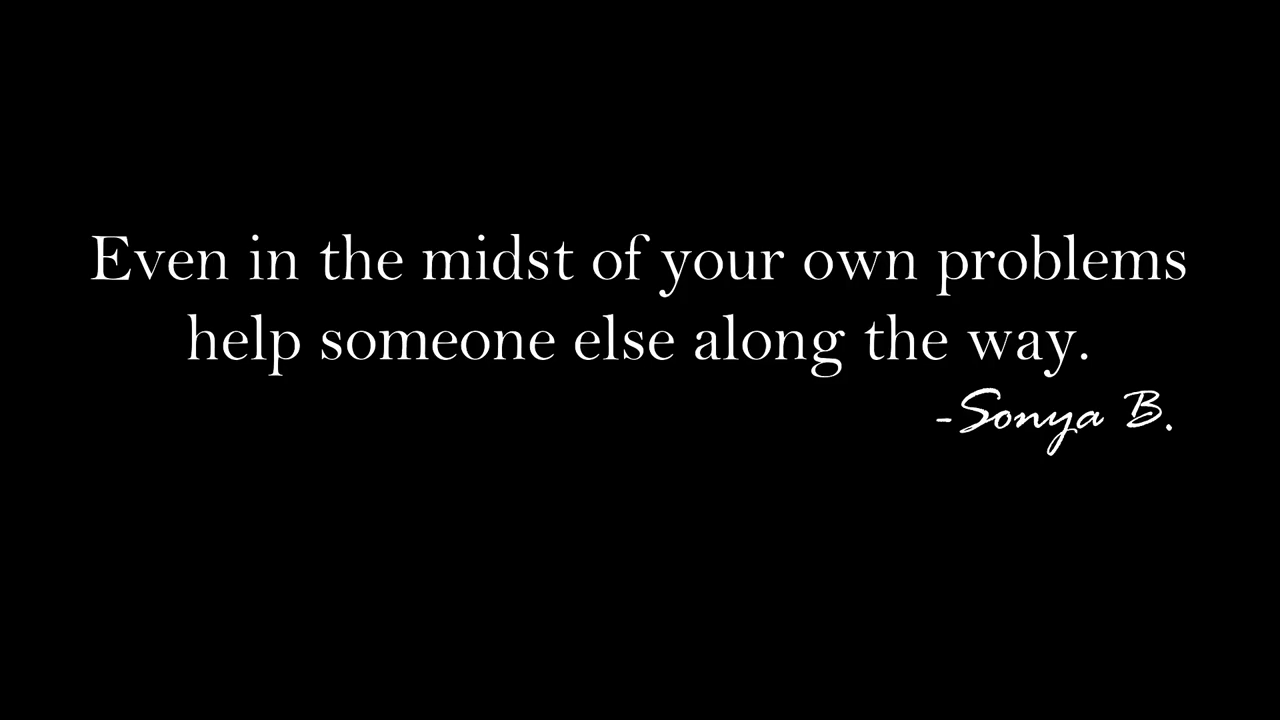 Even in the midst of your own problems
help someone else along the way.
-Sonya B.